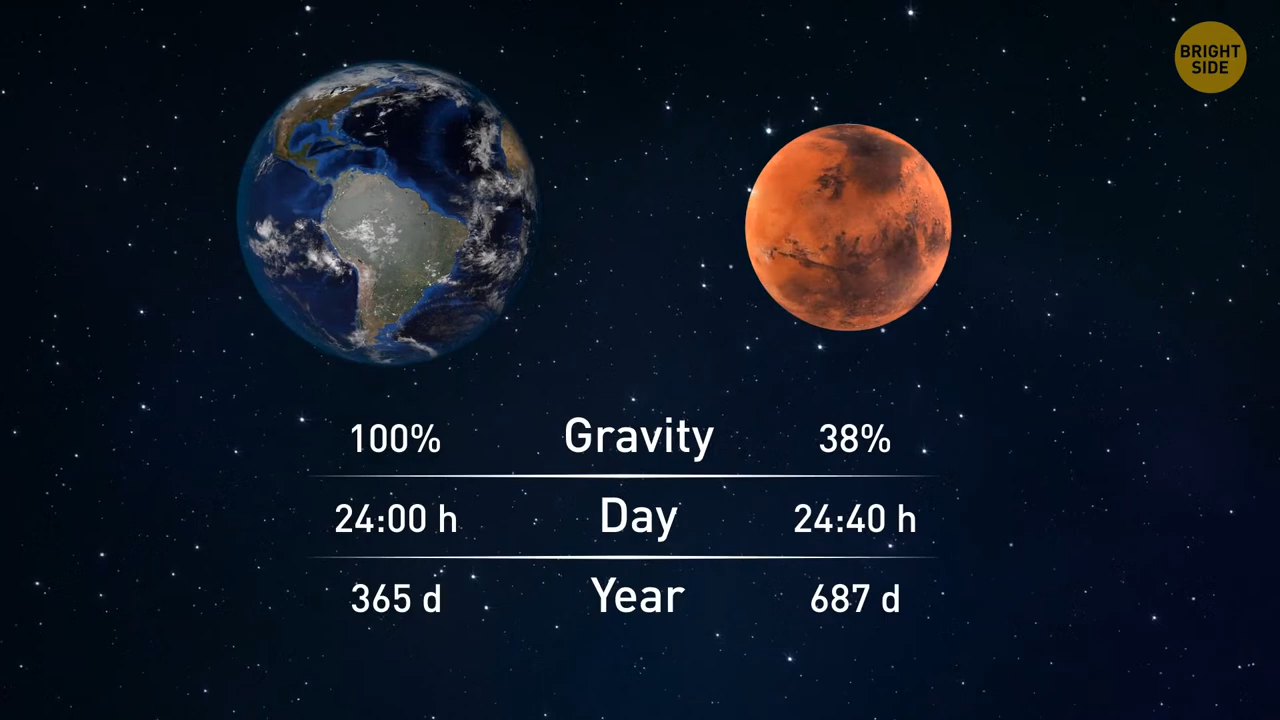 BRIGHT
SIDE
100% Gravity 38%
24:00 h Day 24:40 h
365 d Year 687 d